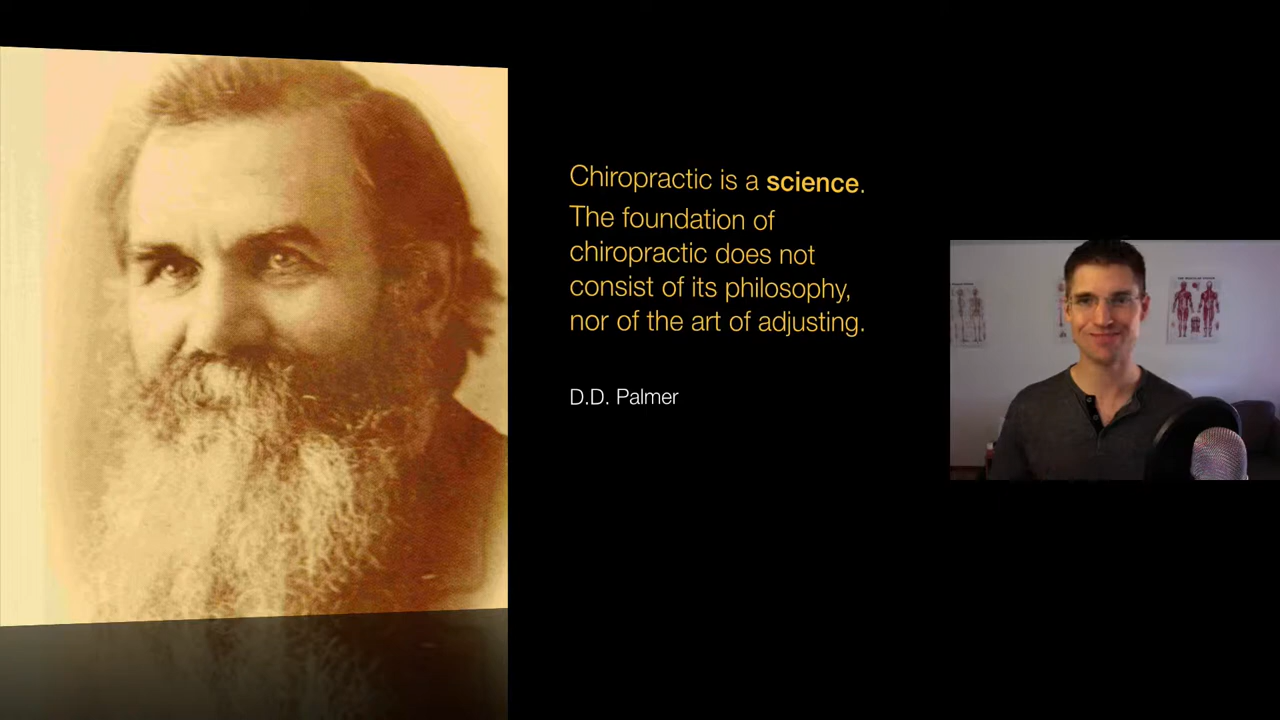 Chiropractic is a science.
The foundation of
chiropractic does not
consist of its philosophy,
nor of the art of adjusting.
D.D. Palmer